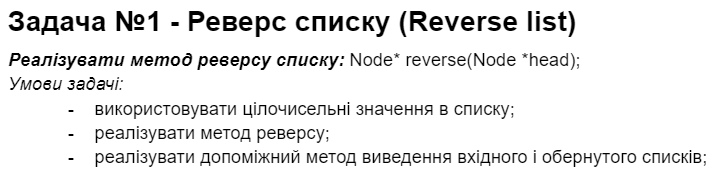 Задача №1 - Реверс списку (Reverse list)
Реалізувати метод реверсу списку: Node* reverse(Node *head);
Умови задачі:
- використовувати цілочисельні значення в списку;
- реалізувати метод реверсу;
- реалізувати допоміжний метод виведення вхідного і обернутого списків;